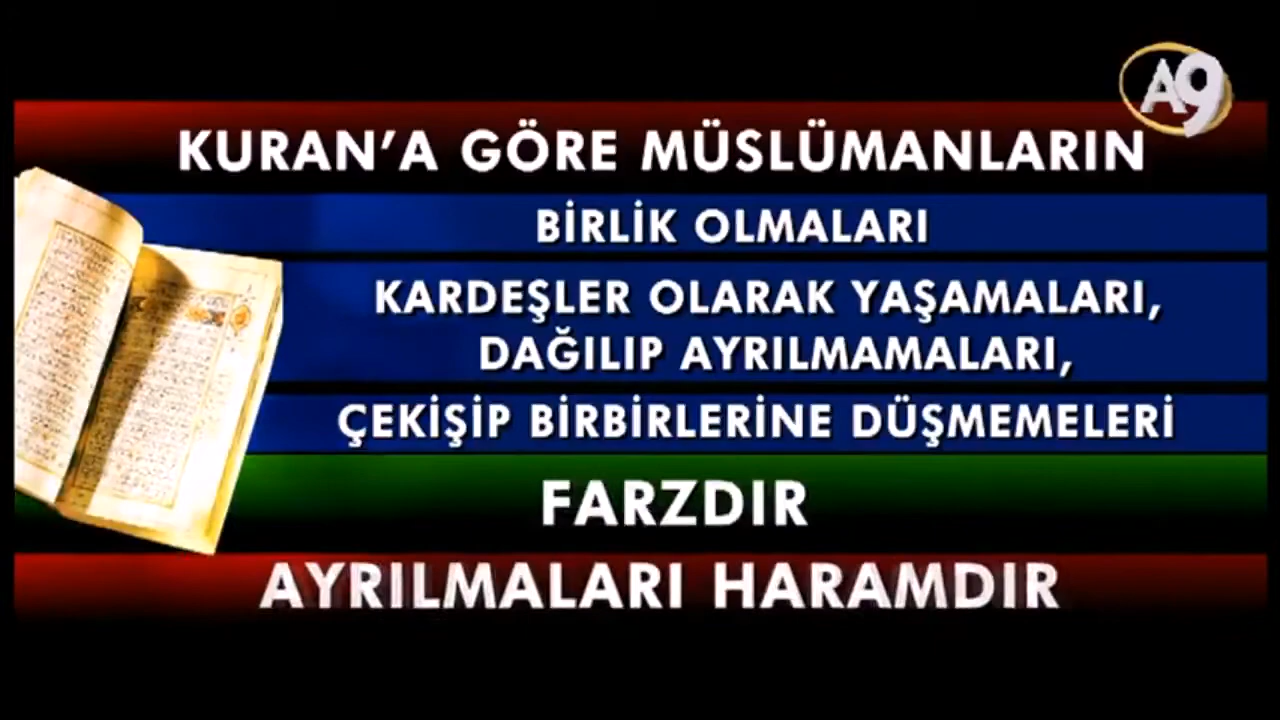 A9
KURAN’A GÖRE MÜSLÜMANLARIN
BİRLİK OLMALARI
KARDEŞLER OLARAK YAŞAMALARI,
DAĞILIP AYRILMAMALARI,
ÇEKİŞİP BİRBİRLERİNE DÜŞMEMELERİ
FARZDIR
AYRILMALARI HARAMDIR